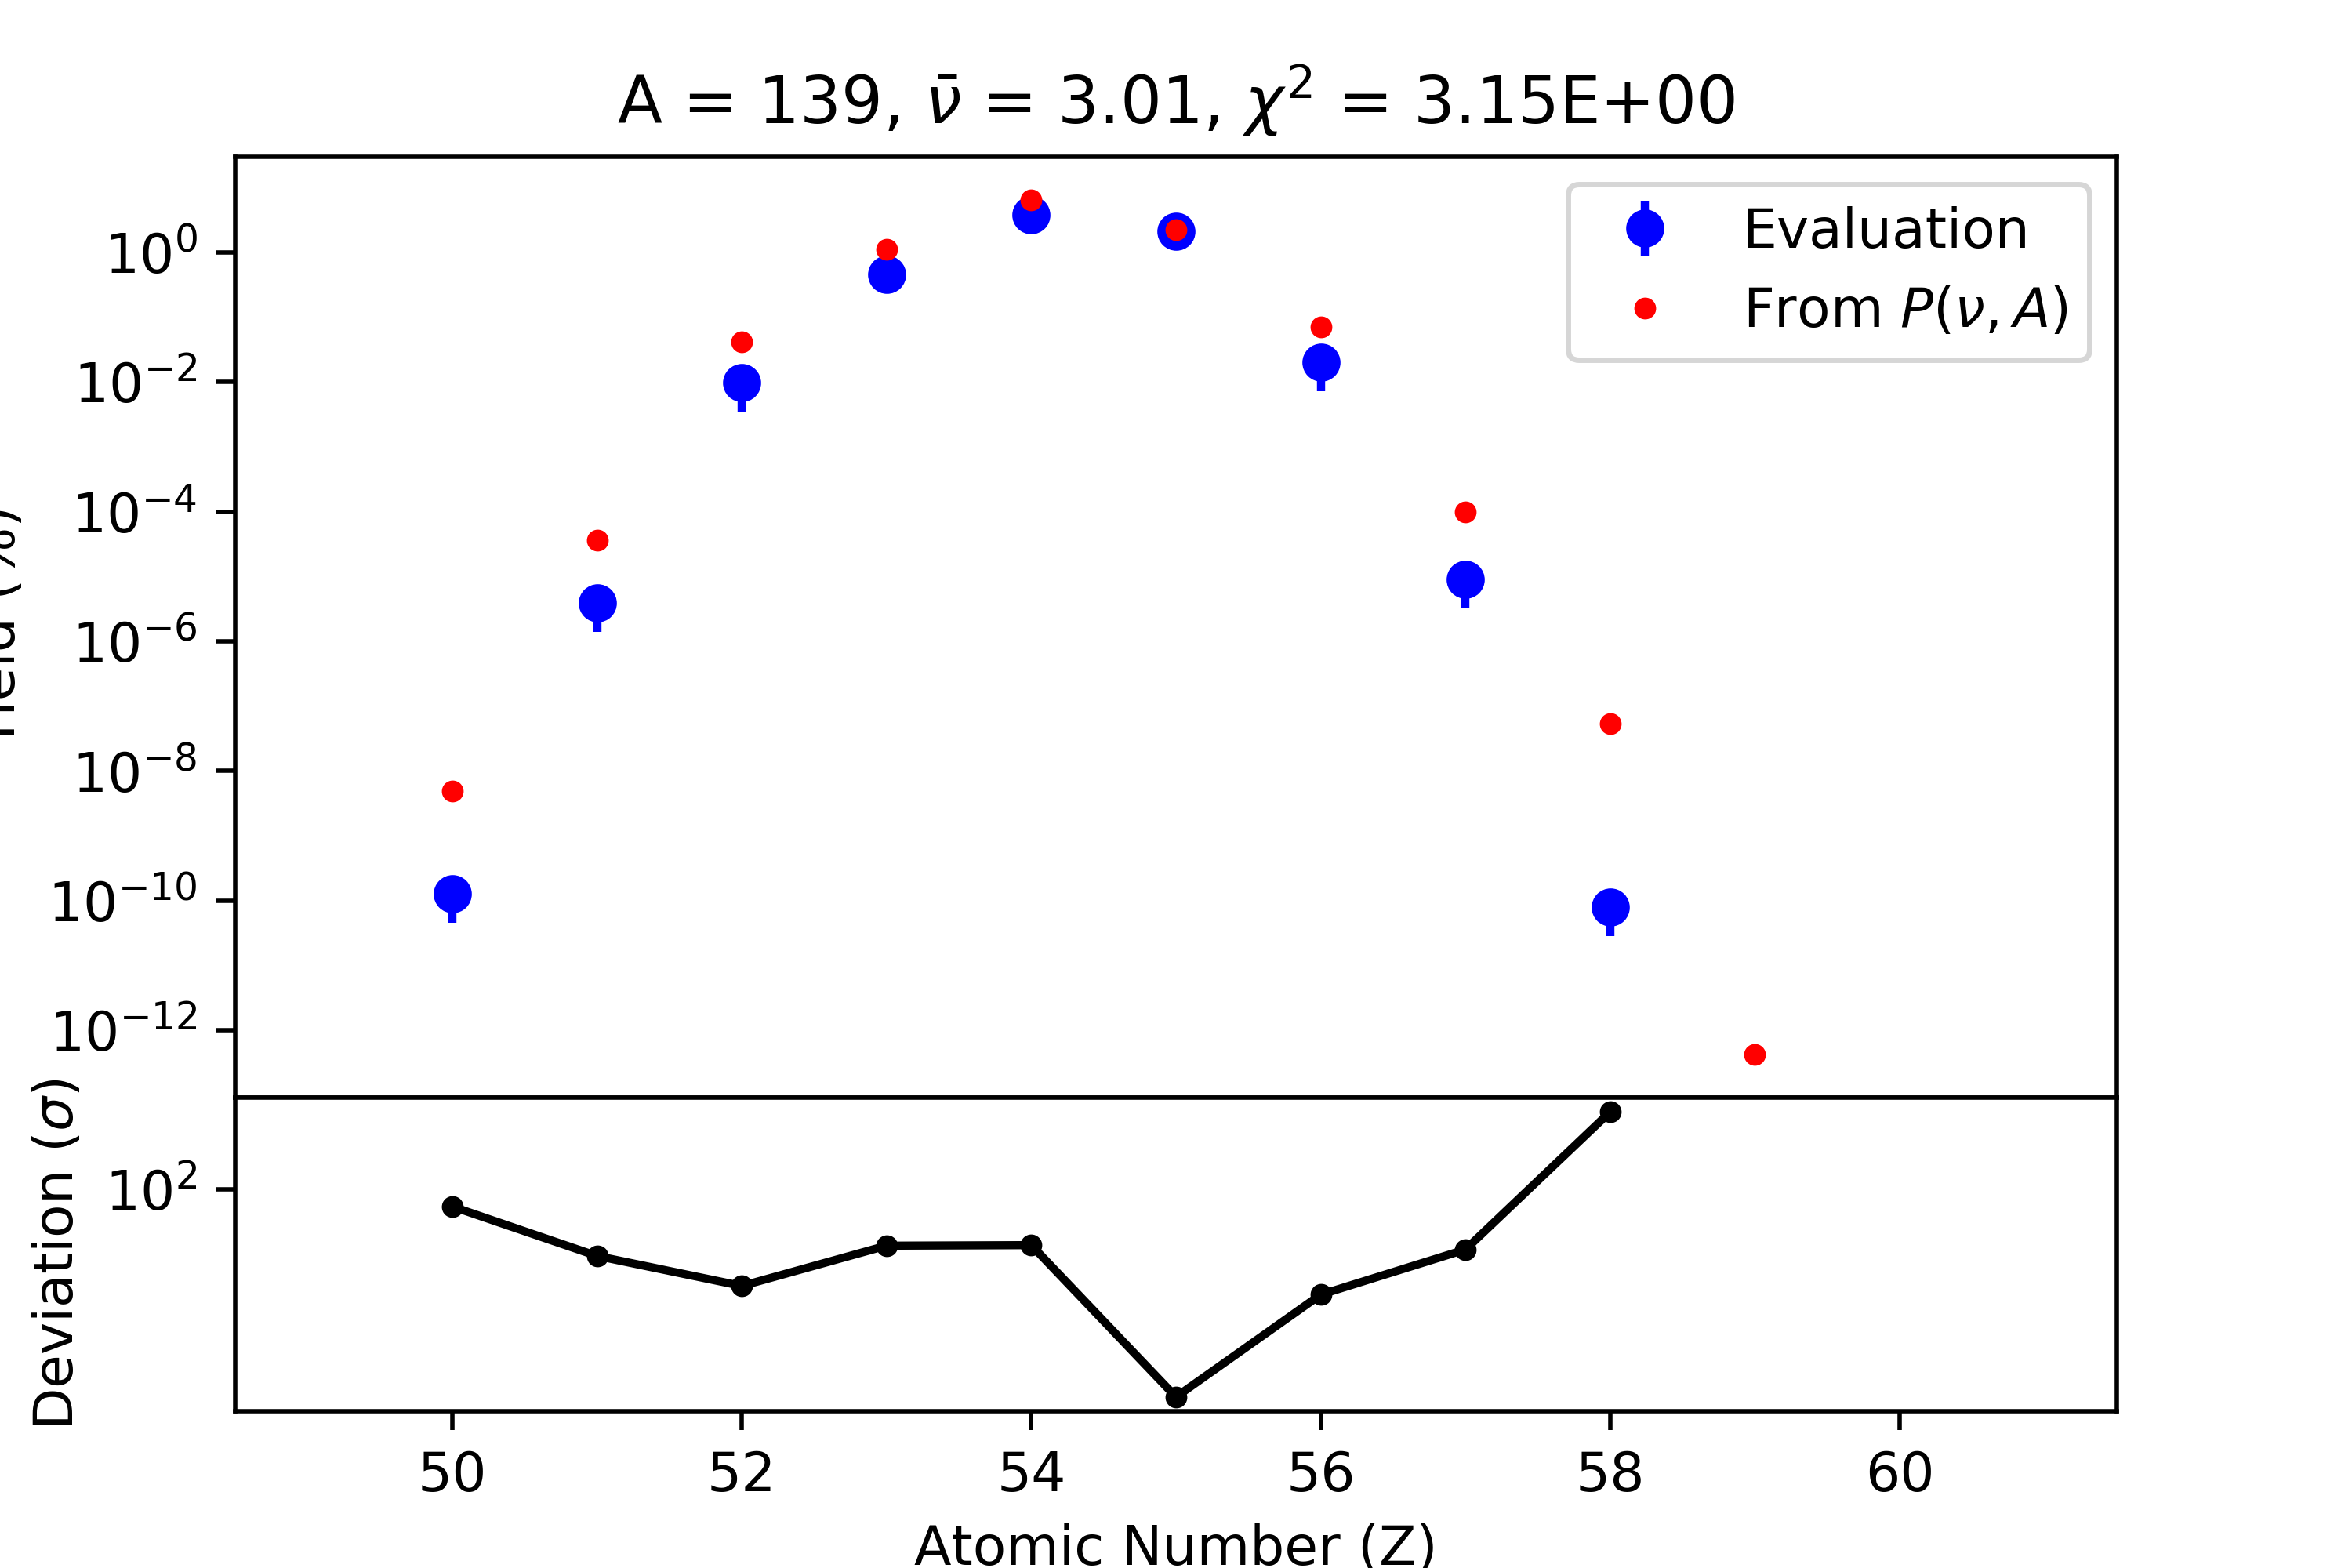 A = 139, ν̄ = 3.01, χ² = 3.15E+00
Evaluation
From P(ν, A)
10⁰
10⁻²
10⁻⁴
10⁻⁶
10⁻⁸
10⁻¹⁰
10⁻¹²
(%)
10²
Deviation (σ)
50 52 54 56 58 60
Atomic Number (Z)